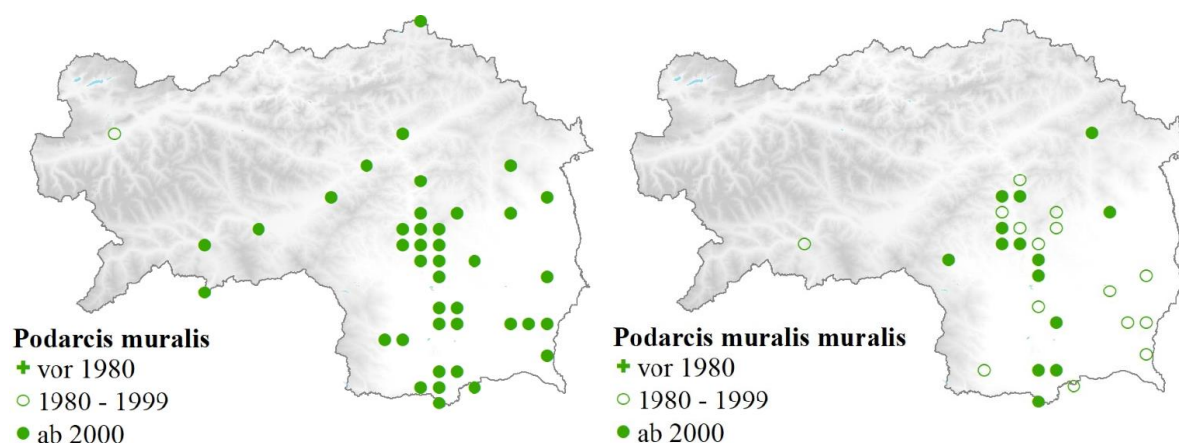 Podarcis muralis
vor 1980
1980 - 1999
ab 2000
Podarcis muralis muralis
vor 1980
1980 - 1999
ab 2000